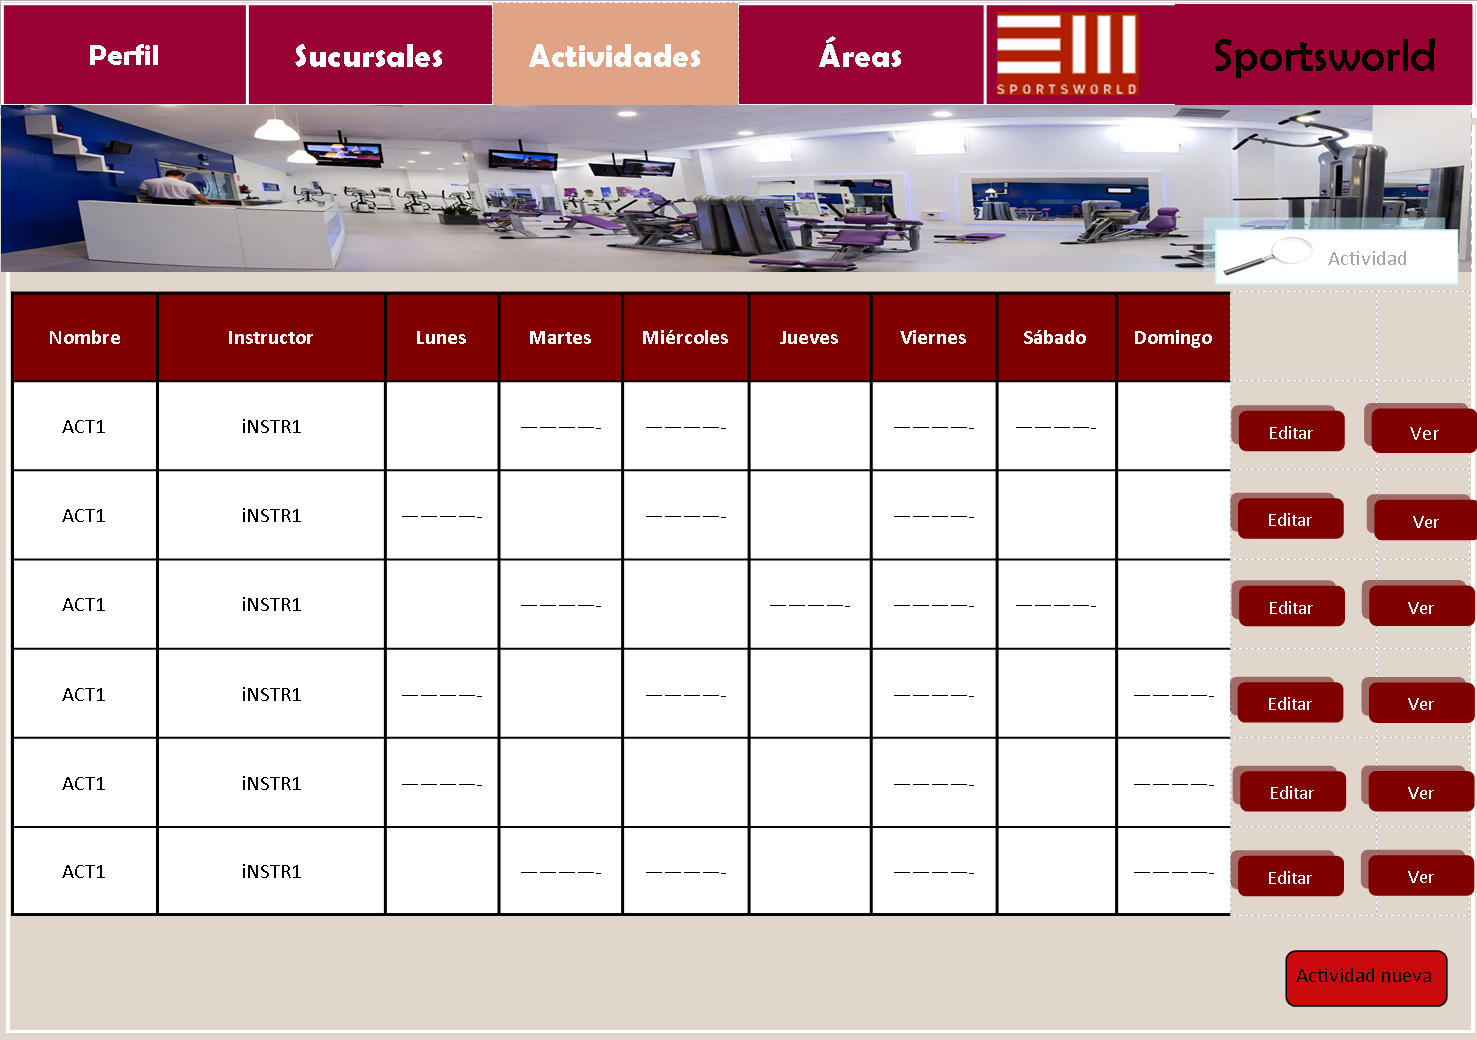 Perfil Sucursales Actividades Áreas SPORTSWORLD Sportsworld
Actividad
Nombre Instructor Lunes Martes Miércoles Jueves Viernes Sábado Domingo
ACT1 iNSTR1 ————- ————- ————- ————- Editar Ver
ACT1 iNSTR1 ————- ————- ————- Editar Ver
ACT1 iNSTR1 ————- ————- ————- ————- Editar Ver
ACT1 iNSTR1 ————- ————- ————- ————- Editar Ver
ACT1 iNSTR1 ————- ————- ————- Editar Ver
ACT1 iNSTR1 ————- ————- ————- ————- Editar Ver
Actividad nueva